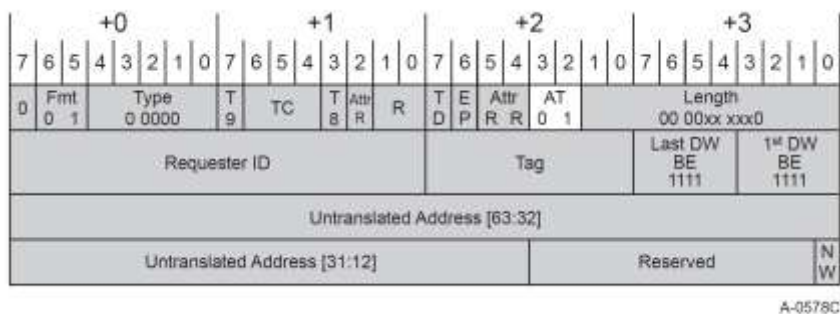 +0 +1 +2 +3
7 6 5 4 3 2 1 0 7 6 5 4 3 2 1 0 7 6 5 4 3 2 1 0 7 6 5 4 3 2 1 0
0 Fmt Type T TC T Attr R T E Attr AT Length
0 1 0 0000 9 8 R D P R R 0 1 00 00xx xxx0
Requester ID Tag Last DW BE 1111 1st DW BE 1111
Untranslated Address [63:32]
Untranslated Address [31:12] Reserved N W
A-0578C